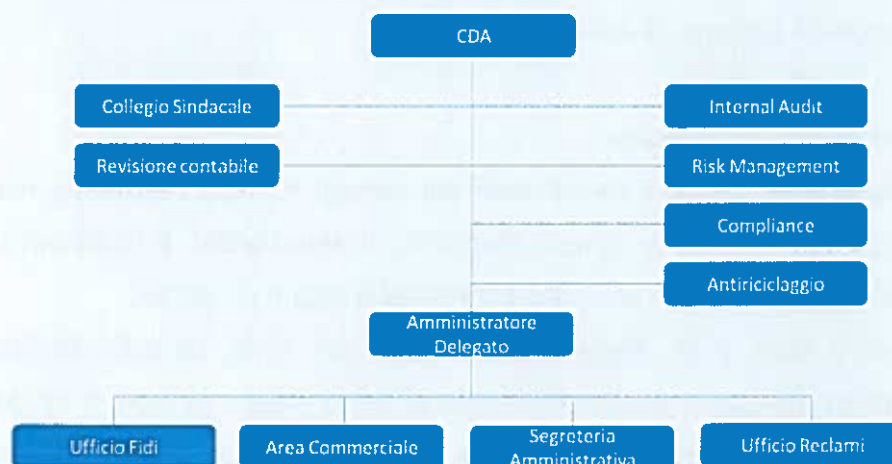 CDA
Collegio Sindacale
Internal Audit
Revisione contabile
Risk Management
Compliance
Antiriciclaggio
Amministratore
Delegato
Ufficio Fidi
Area Commerciale
Segreteria
Amministrativa
Ufficio Reclami